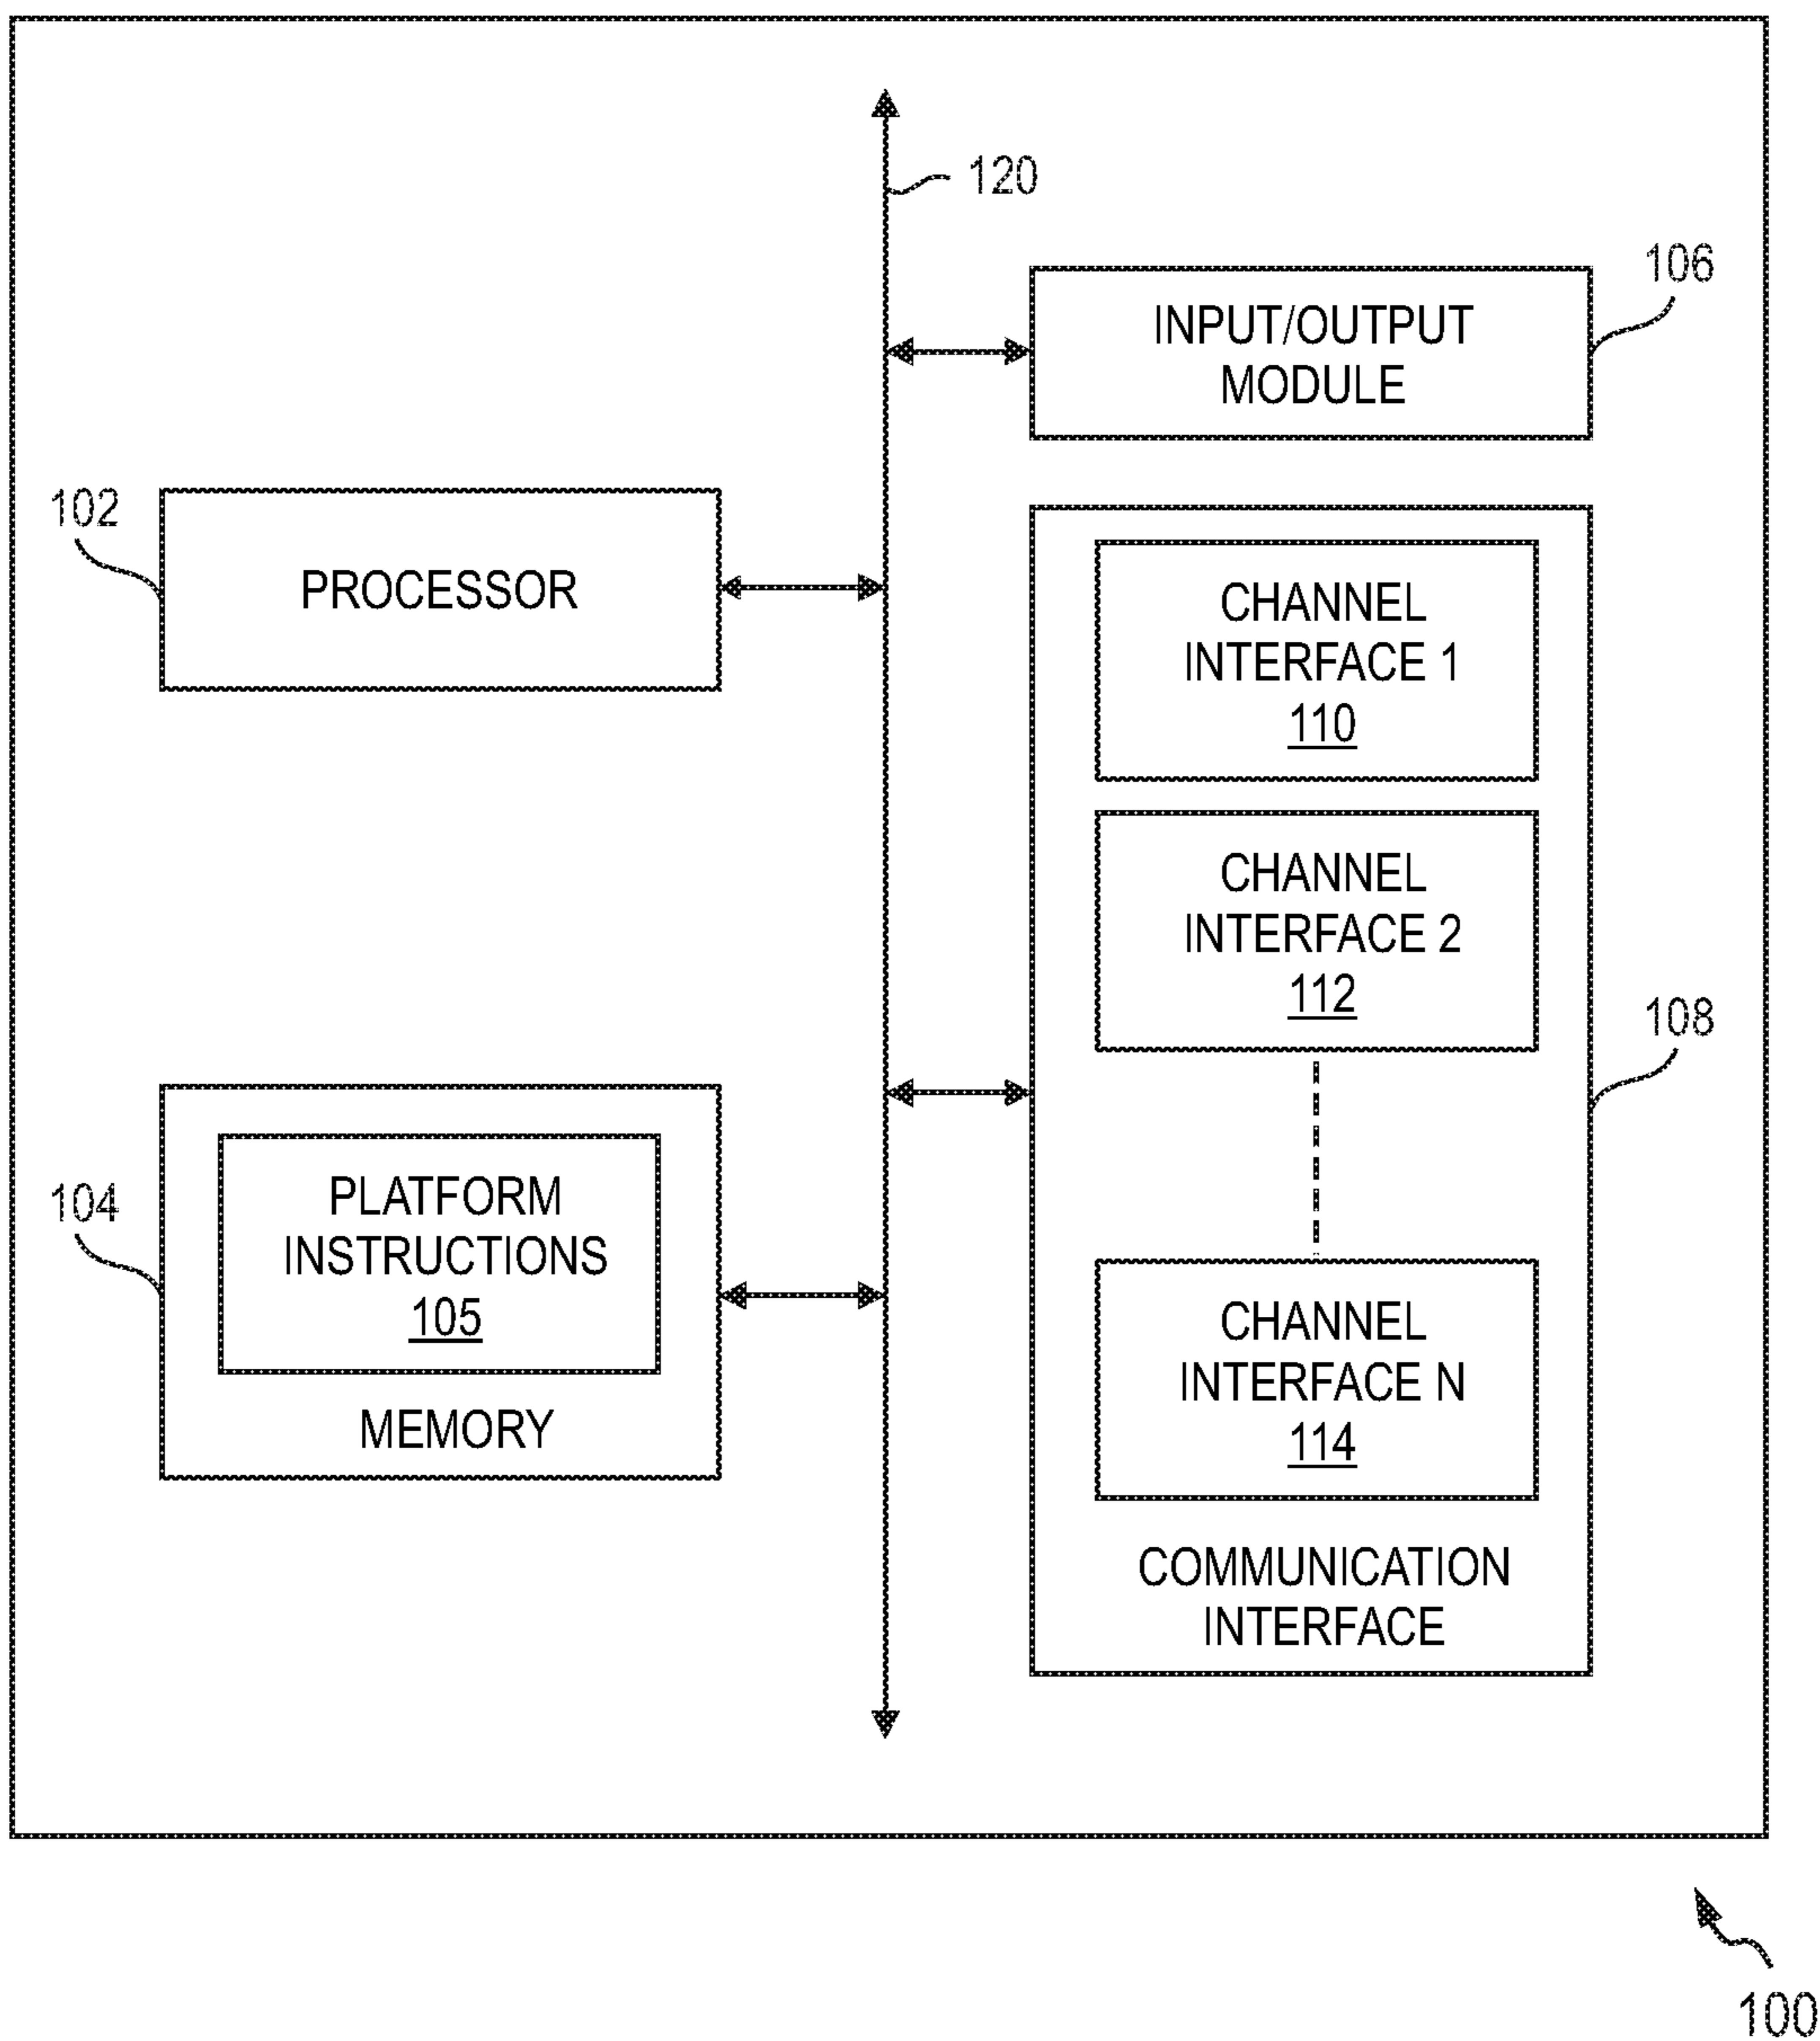 120
106
INPUT/OUTPUT
MODULE
102
PROCESSOR
CHANNEL
INTERFACE 1
110
CHANNEL
INTERFACE 2
112
108
104
PLATFORM
INSTRUCTIONS
105
MEMORY
CHANNEL
INTERFACE N
114
COMMUNICATION
INTERFACE
100